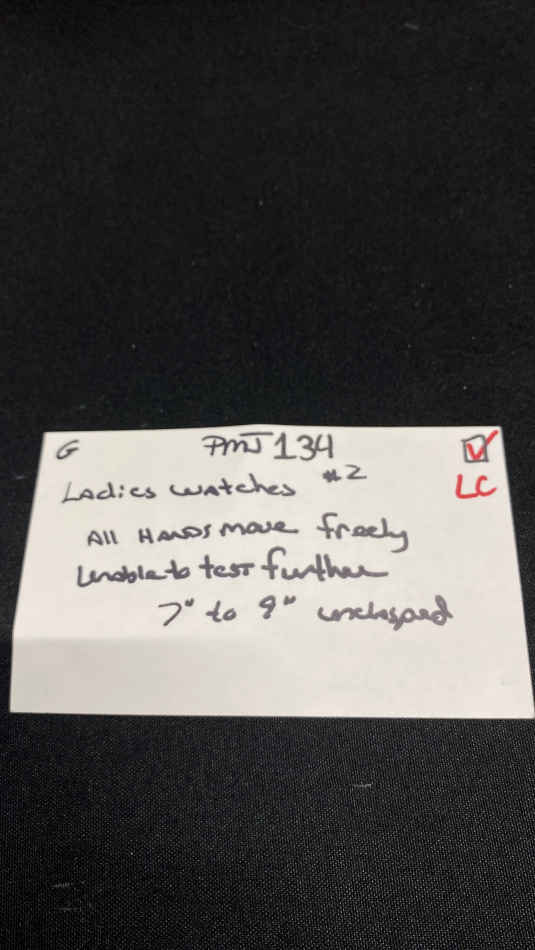 G PMJ 134
Ladies watches #2
LC
All Hands move freely
Unable to test further
7" to 9" unclasped